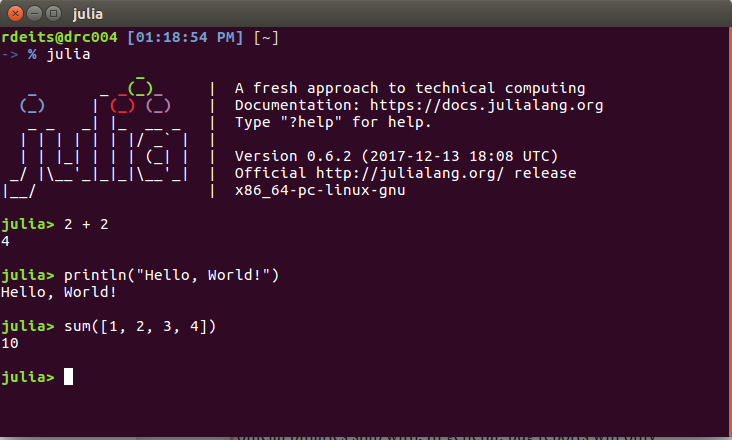 julia
rdeits@drc004 [01:18:54 PM] [~]
-> % julia
A fresh approach to technical computing
Documentation: https://docs.julialang.org
Type "?help" for help.
Version 0.6.2 (2017-12-13 18:08 UTC)
Official http://julialang.org/ release
x86_64-pc-linux-gnu
julia> 2 + 2
4
julia> println("Hello, World!")
Hello, World!
julia> sum([1, 2, 3, 4])
10
julia>